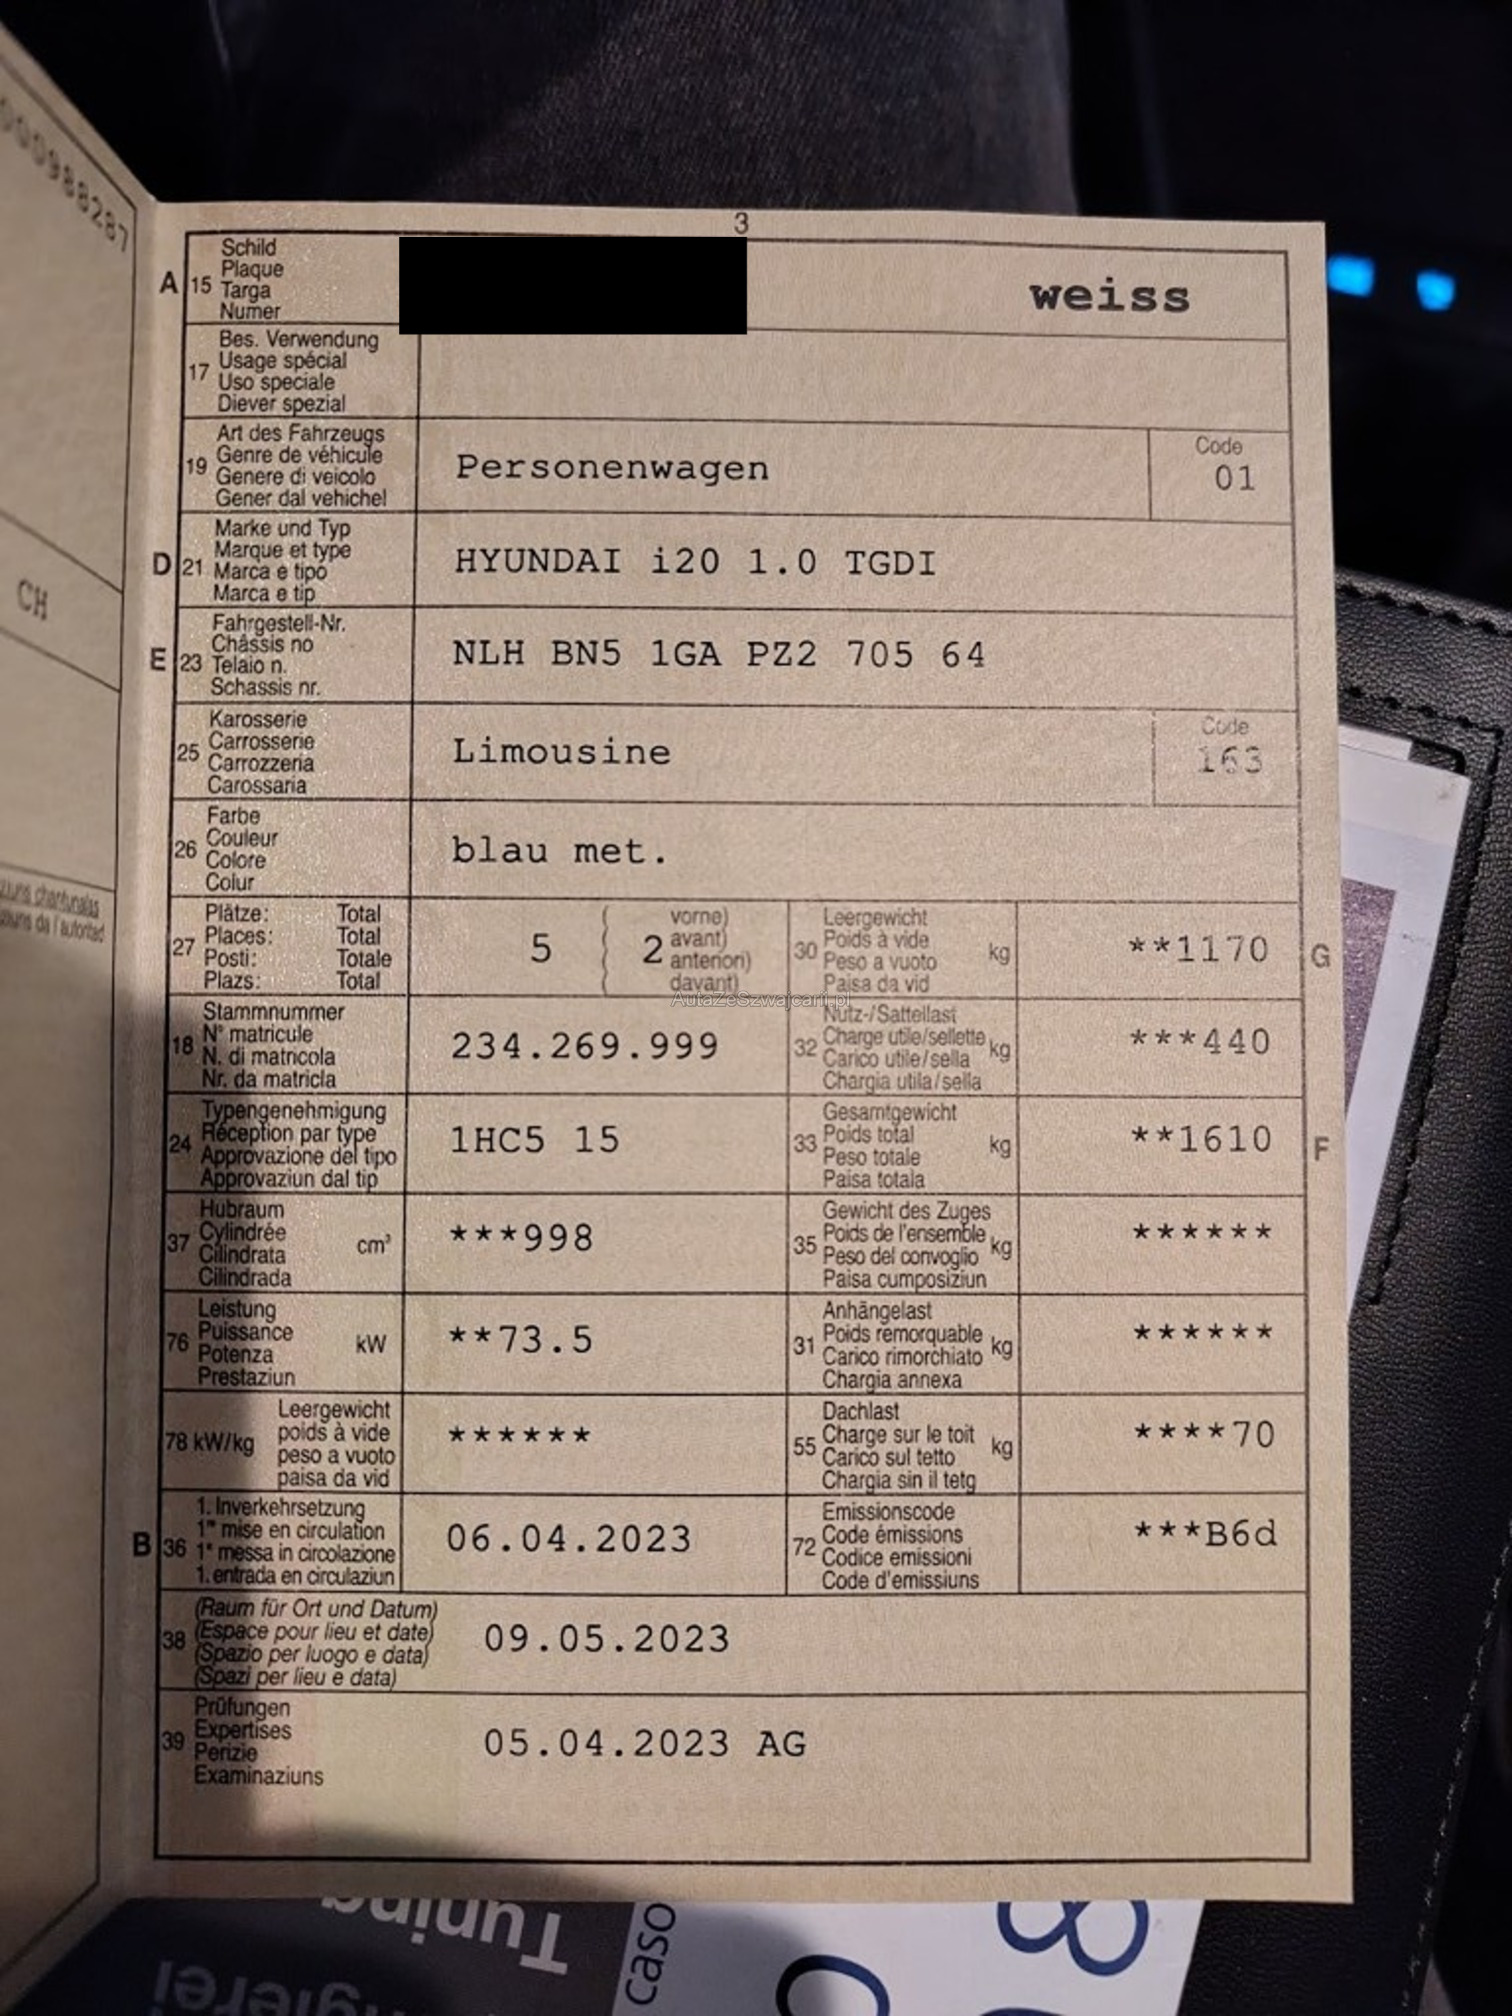 000988287
CH
3
A 15 Schild
Plaque
Targa
Numer
weiss
17 Bes. Verwendung
Usage spécial
Uso speciale
Diever spezial
19 Art des Fahrzeugs
Genre de véhicule
Genere di veicolo
Gener dal vehichel
Personenwagen
Code
01
D 21 Marke und Typ
Marque et type
Marca e tipo
Marca e tip
HYUNDAI i20 1.0 TGDI
E 23 Fahrgestell-Nr.
Châssis no
Telaio n.
Schassis nr.
NLH BN5 1GA PZ2 705 64
25 Karosserie
Carrosserie
Carrozzeria
Carossaria
Limousine
Code
163
26 Farbe
Couleur
Colore
Colur
blau met.
27 Plätze: Total
Places: Total
Posti: Totale
Plazs: Total
5 ( 2 vorne)
avant)
anteriori)
davant)
30 Leergewicht
Poids à vide
Peso a vuoto
Paisa da vid
kg
**1170 G
AutaZeSzwajcarii.pl
18 Stammnummer
N° matricule
N. di matricola
Nr. da matricla
234.269.999
32 Nutz-/Sattellast
Charge utile/sellette
Carico utile/sella
Chargia utila/sella
kg
***440
24 Typengenehmigung
Réception par type
Approvazione del tipo
Approvaziun dal tip
1HC5 15
33 Gesamtgewicht
Poids total
Peso totale
Paisa totala
kg
**1610 F
37 Hubraum
Cylindrée
Cilindrata
Cilindrada
cm³
***998
35 Gewicht des Zuges
Poids de l'ensemble
Peso del convoglio
Paisa cumposiziun
kg
******
76 Leistung
Puissance
Potenza
Prestaziun
kW
**73.5
31 Anhängelast
Poids remorquable
Carico rimorchiato
Chargia annexa
kg
******
78 kW/kg Leergewicht
poids à vide
peso a vuoto
paisa da vid
******
55 Dachlast
Charge sur le toit
Carico sul tetto
Chargia sin il tetg
kg
****70
B 36 1. Inverkehrsetzung
1re mise en circulation
1a messa in circolazione
1. entrada en circulaziun
06.04.2023
72 Emissionscode
Code émissions
Codice emissioni
Code d'emissiuns
***B6d
38 (Raum für Ort und Datum)
(Espace pour lieu et date)
(Spazio per luogo e data)
(Spazi per lieu e data)
09.05.2023
39 Prüfungen
Expertises
Perizie
Examinaziuns
05.04.2023 AG
Tuning
caso
8